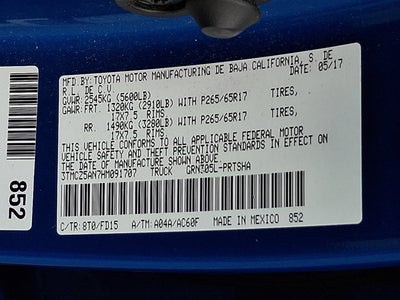 MFD. BY: TOYOTA MOTOR MANUFACTURING DE BAJA CALIFORNIA, S. DE
R.L. DE C.V. DATE: 05/17
GVWR: 2545KG (5600LB)
GAWR: FRT. 1320KG (2910LB) WITH P265/65R17 TIRES,
17X7.5 RIMS
RR. 1490KG (3280LB) WITH P265/65R17 TIRES,
17X7.5 RIMS
THIS VEHICLE CONFORMS TO ALL APPLICABLE FEDERAL MOTOR
VEHICLE SAFETY AND THEFT PREVENTION STANDARDS IN EFFECT ON
THE DATE OF MANUFACTURE SHOWN ABOVE.
3TMCZ5AN7HM091707 TRUCK GRN305L-PRTSHA
C/TR: 8T0/FD15 A/TM: A04A/AC60F MADE IN MEXICO 852
852